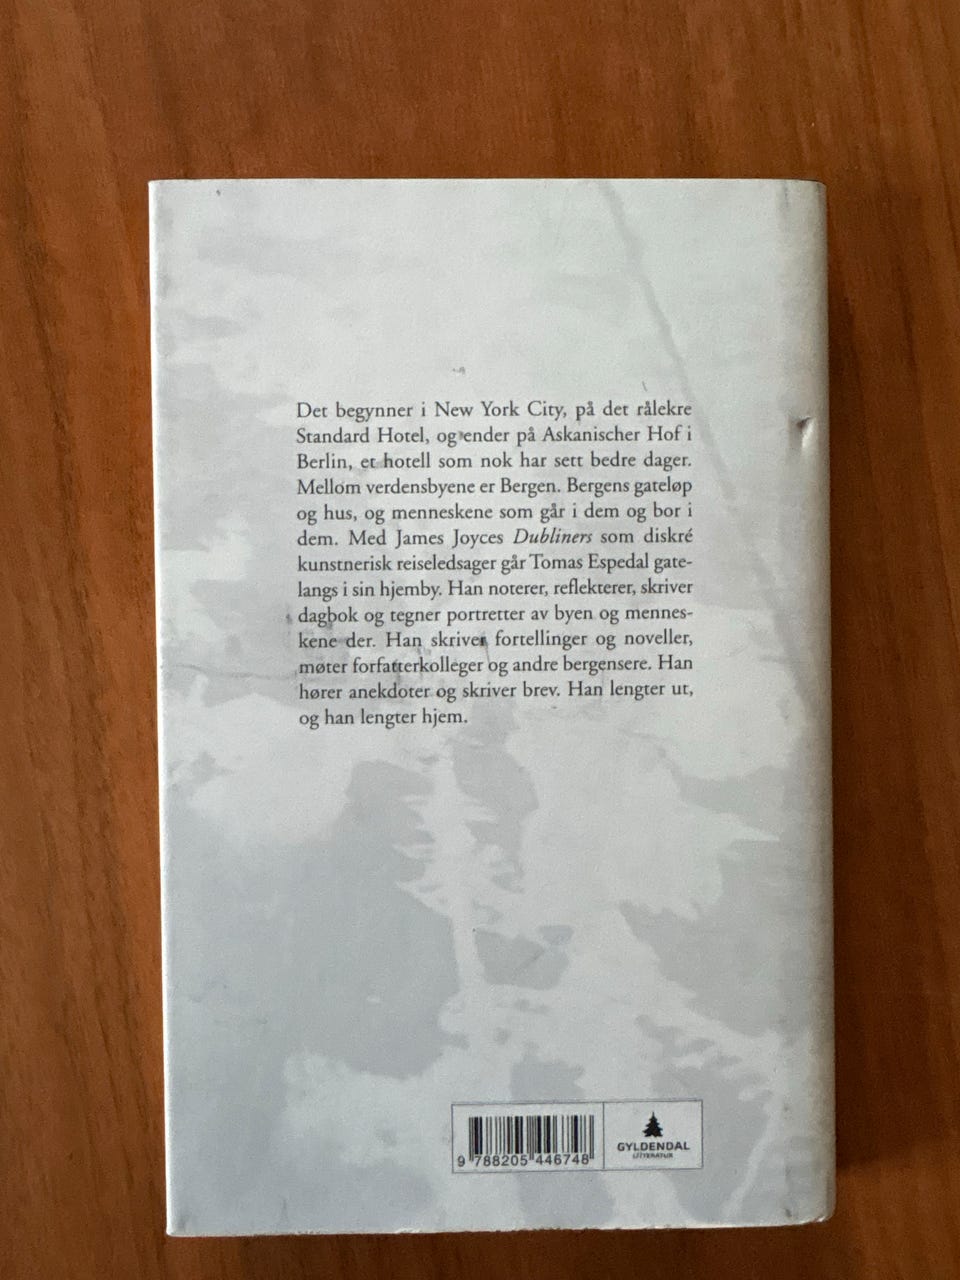 Det begynner i New York City, på det rålekre
Standard Hotel, og ender på Askanischer Hof i
Berlin, et hotell som nok har sett bedre dager.
Mellom verdensbyene er Bergen. Bergens gateløp
og hus, og menneskene som går i dem og bor i
dem. Med James Joyces Dubliners som diskré
kunstnerisk reiseledsager går Tomas Espedal gate-
langs i sin hjemby. Han noterer, reflekterer, skriver
dagbok og tegner portretter av byen og mennes-
kene der. Han skriver fortellinger og noveller,
møter forfatterkolleger og andre bergensere. Han
hører anekdoter og skriver brev. Han lengter ut,
og han lengter hjem.
9 788205 446748
GYLDENDAL
LITTERATUR